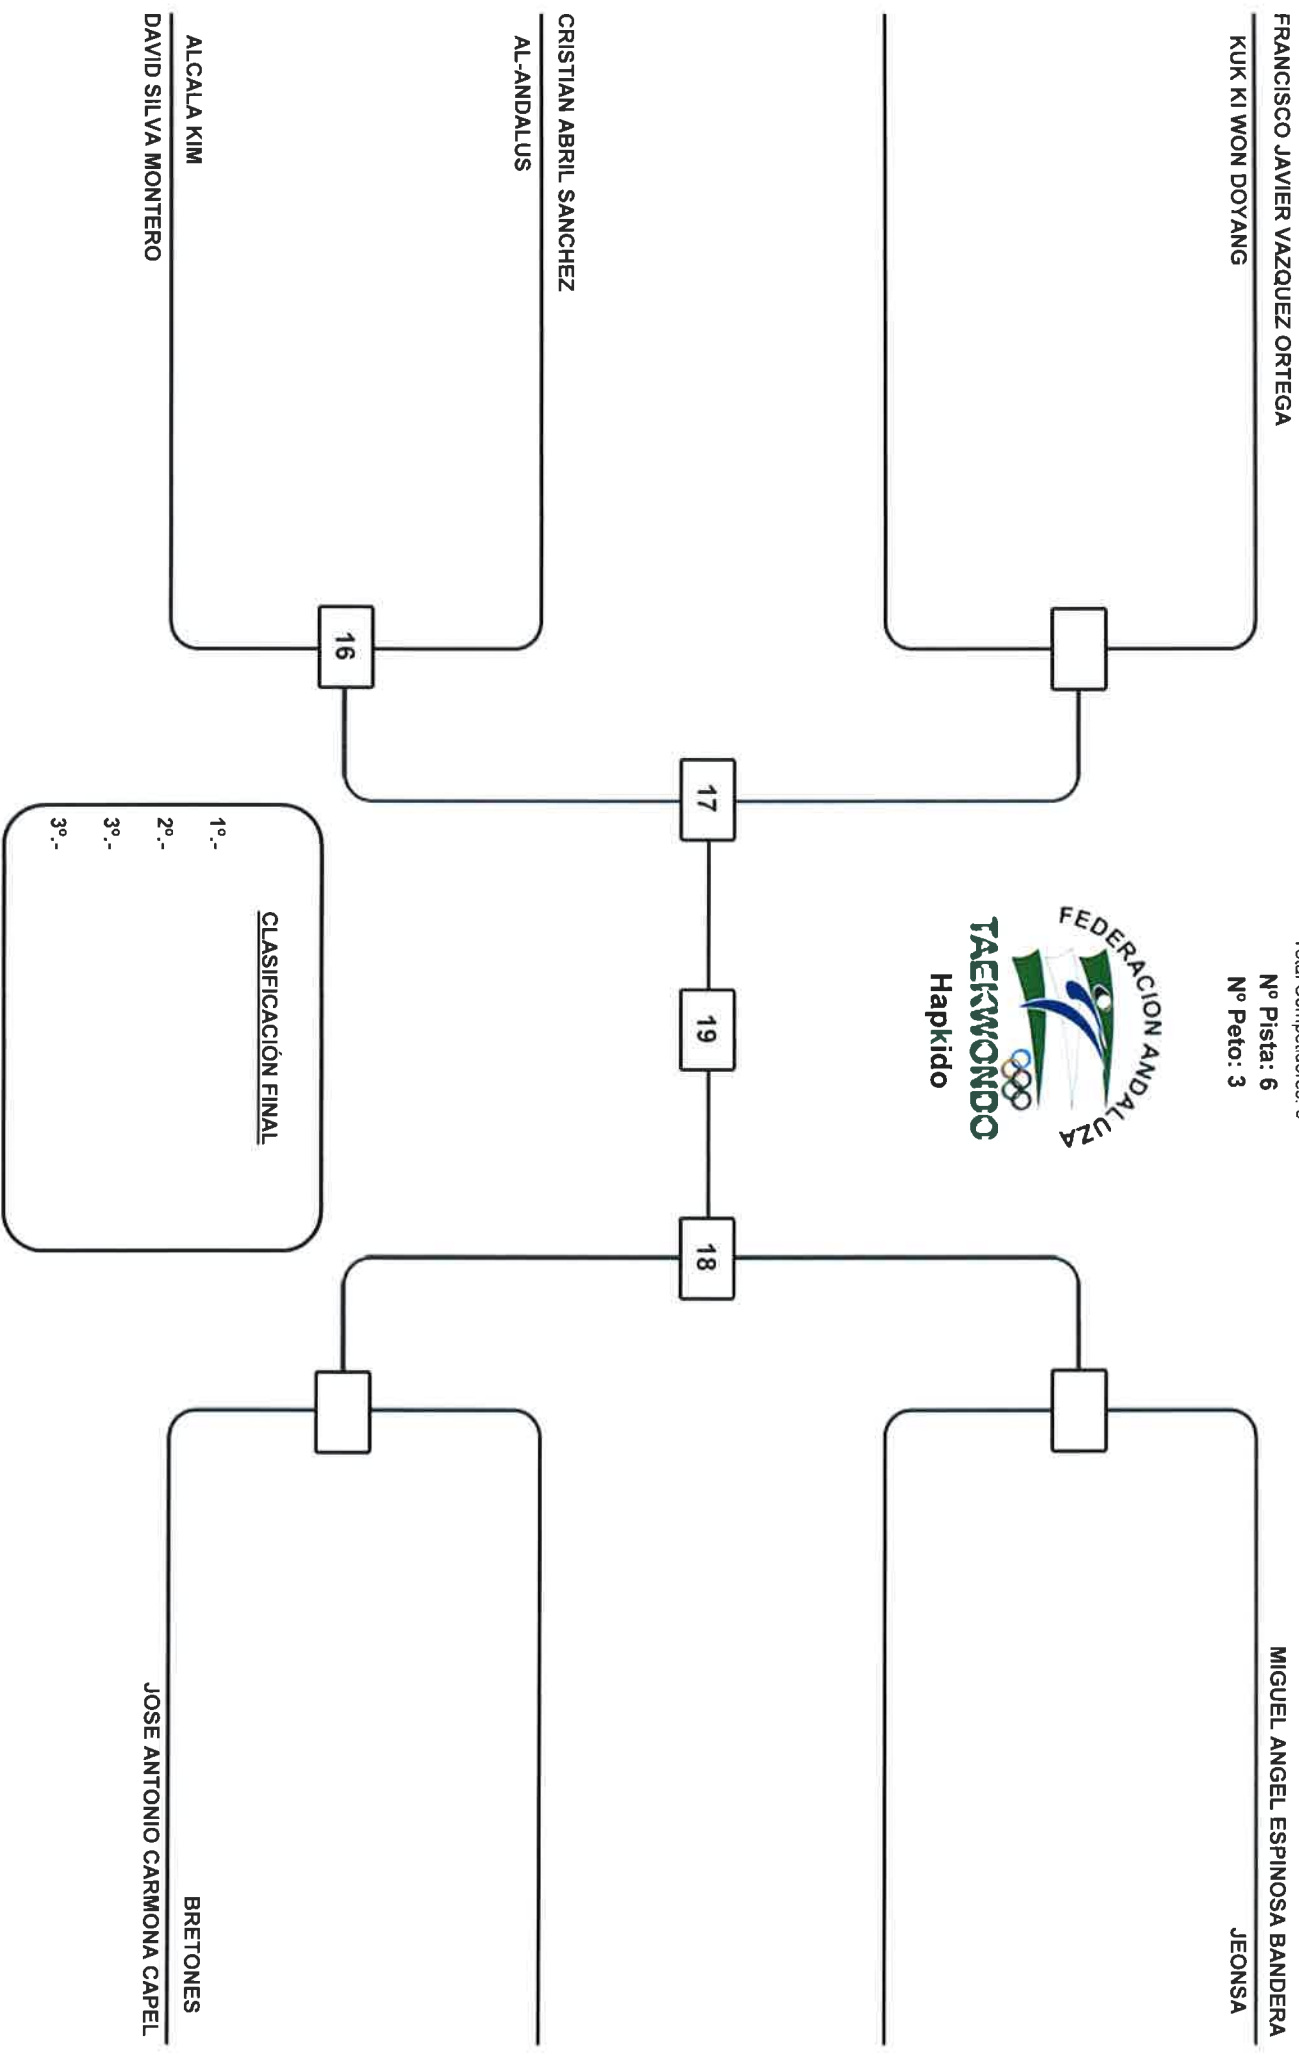 Nº Pista: 6
Nº Peto: 3
FRANCISCO JAVIER VAZQUEZ ORTEGA
KUK KI WON DOYANG
MIGUEL ANGEL ESPINOSA BANDERA
JEONSA
FEDERACION ANDALUZA
TAEKWONDO
Hapkido
17
19
18
CRISTIAN ABRIL SANCHEZ
AL-ANDALUS
16
ALCALA KIM
DAVID SILVA MONTERO
BRETONES
JOSE ANTONIO CARMONA CAPEL
CLASIFICACIÓN FINAL
1º.-
2º.-
3º.-
3º.-